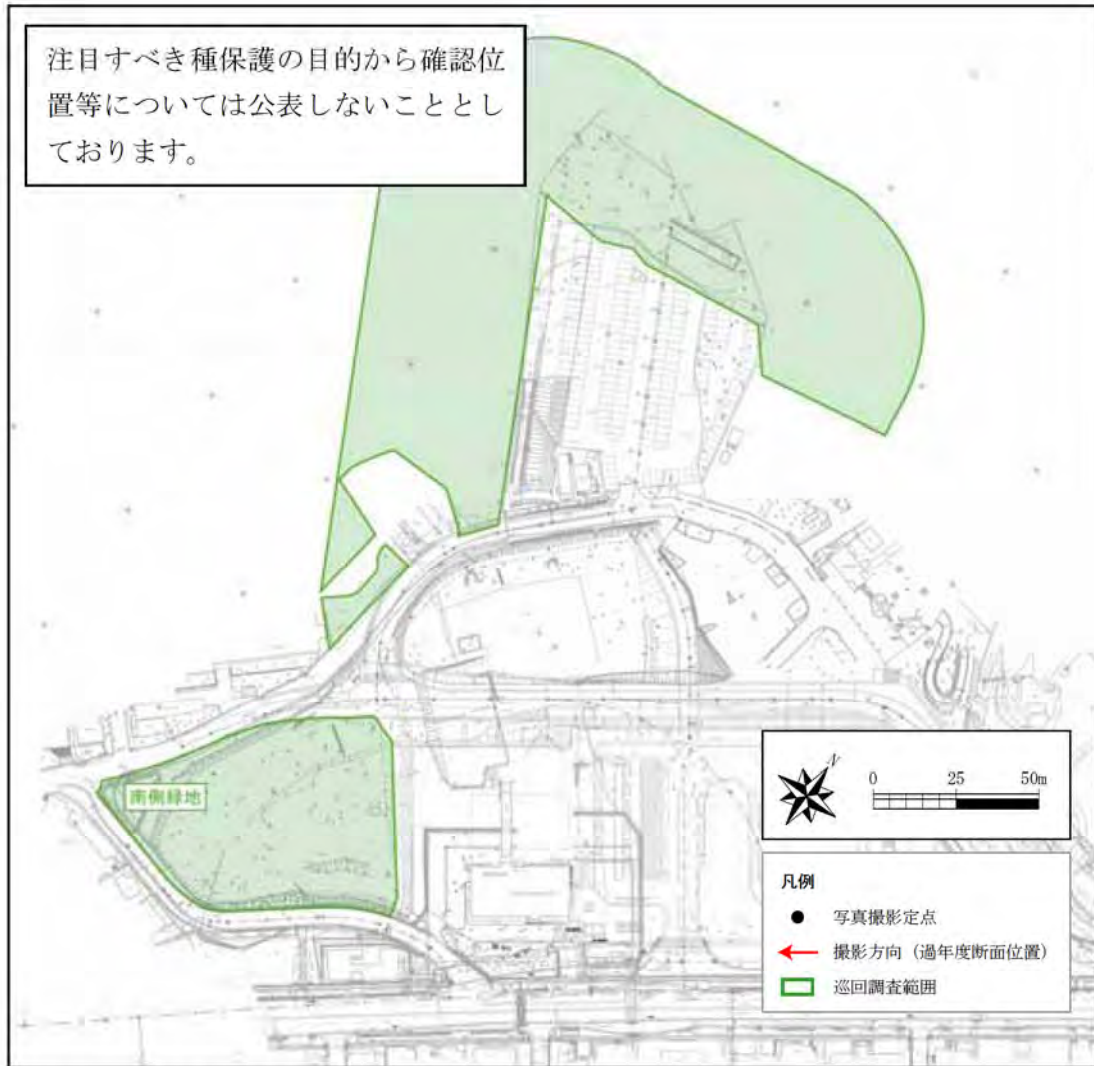 注目すべき種保護の目的から確認位
置等については公表しないこととし
ております。
南側緑地
N
0 25 50m
凡例
写真撮影定点
撮影方向（過年度断面位置）
巡回調査範囲